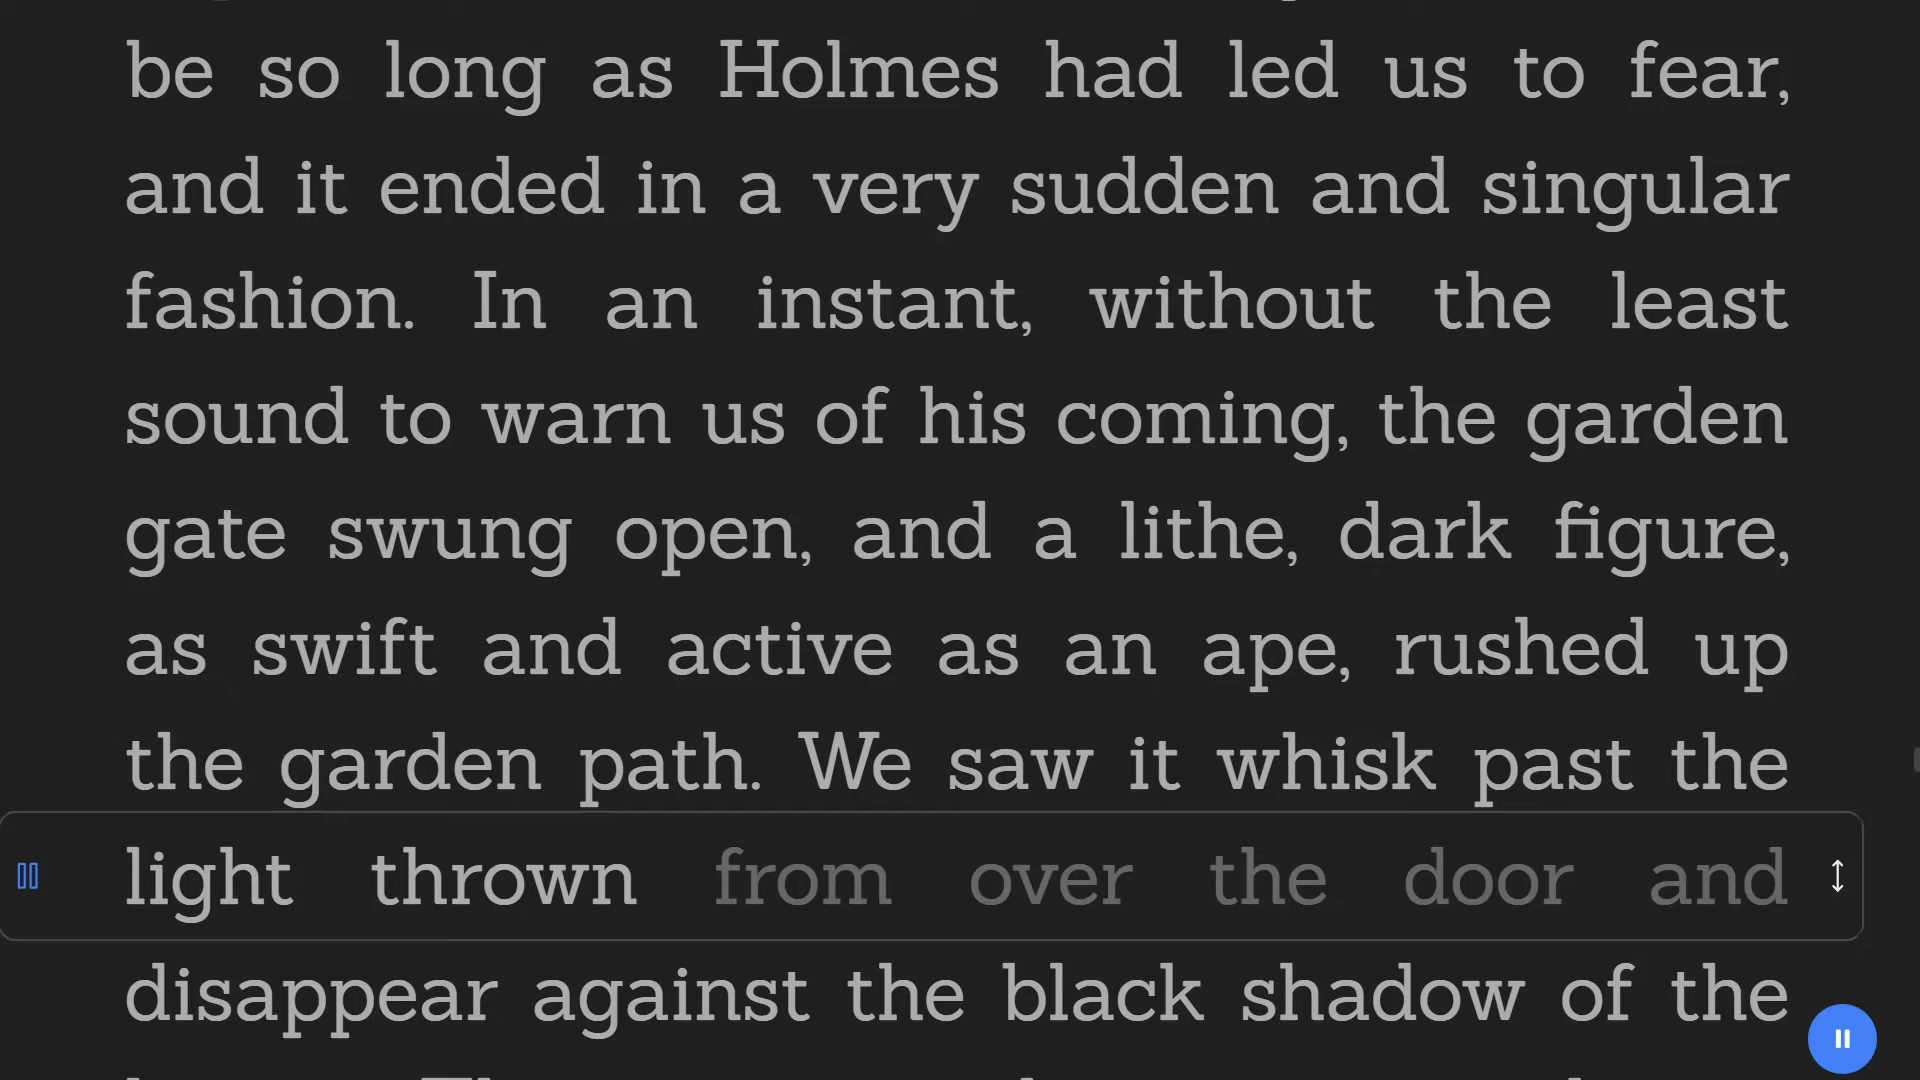 be so long as Holmes had led us to fear,
and it ended in a very sudden and singular
fashion. In an instant, without the least
sound to warn us of his coming, the garden
gate swung open, and a lithe, dark figure,
as swift and active as an ape, rushed up
the garden path. We saw it whisk past the
light thrown from over the door and
disappear against the black shadow of the